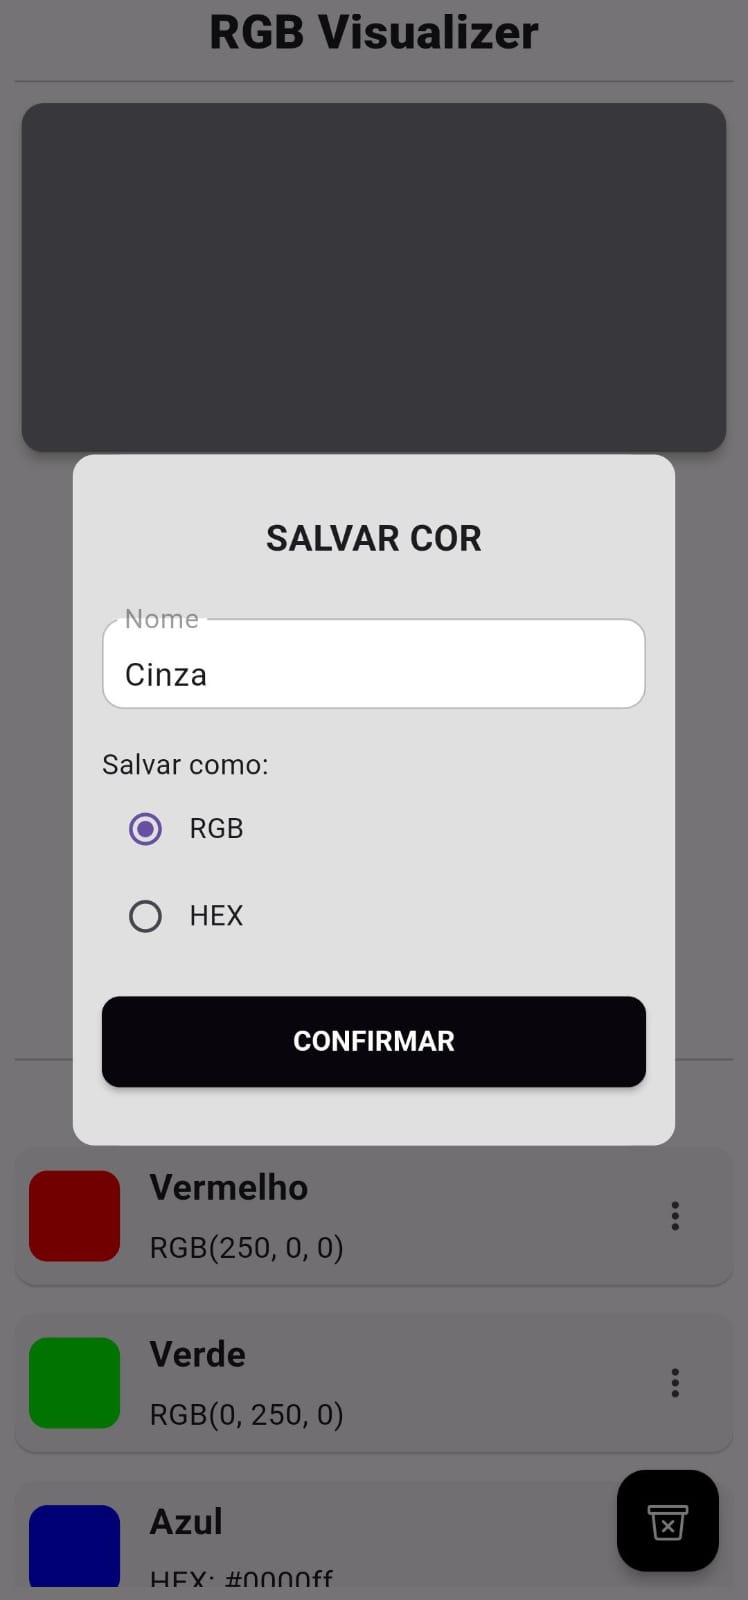 RGB Visualizer
SALVAR COR
Nome
Cinza
Salvar como:
RGB
HEX
CONFIRMAR
Vermelho
RGB(250, 0, 0)
Verde
RGB(0, 250, 0)
Azul
HEX: #0000ff